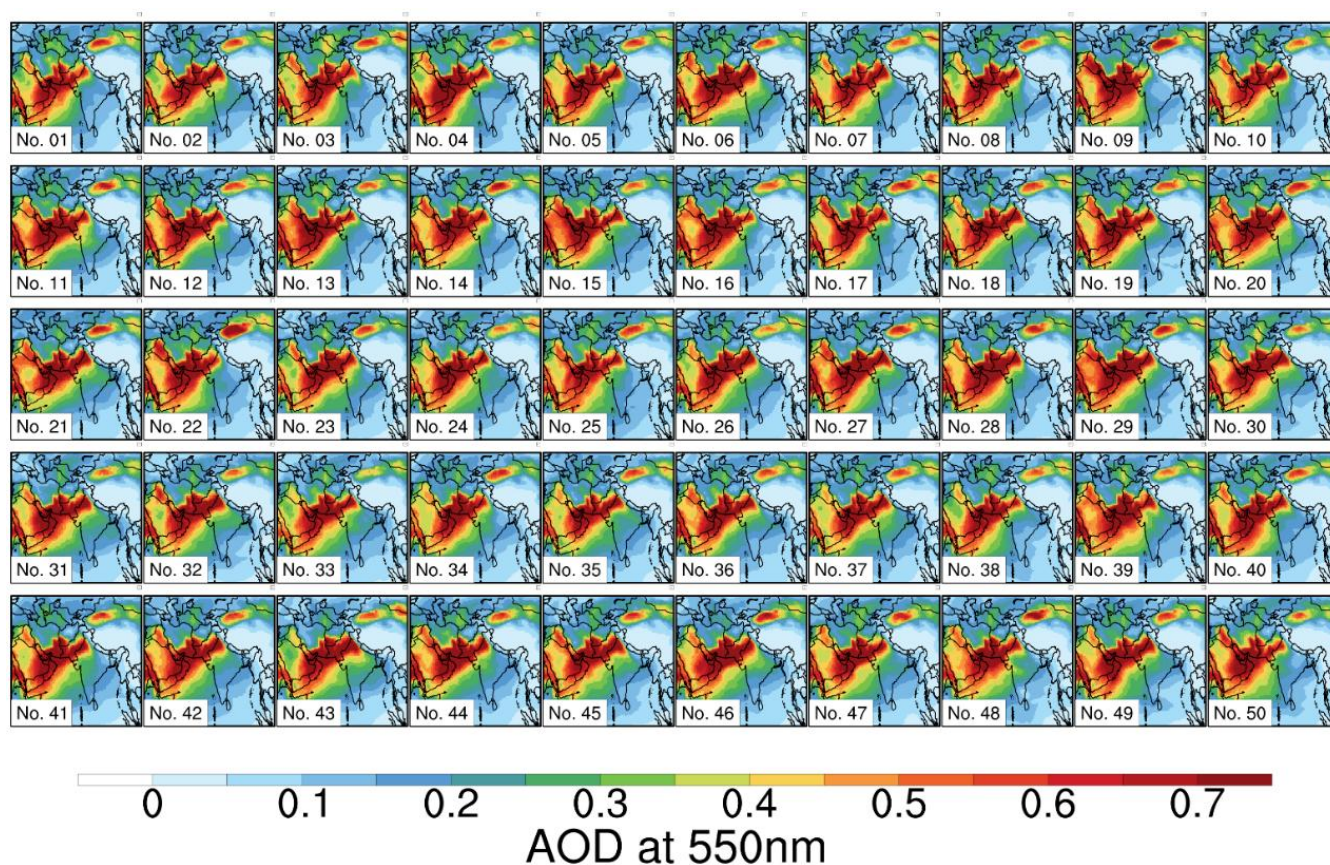 No. 01 No. 02 No. 03 No. 04 No. 05 No. 06 No. 07 No. 08 No. 09 No. 10
No. 11 No. 12 No. 13 No. 14 No. 15 No. 16 No. 17 No. 18 No. 19 No. 20
No. 21 No. 22 No. 23 No. 24 No. 25 No. 26 No. 27 No. 28 No. 29 No. 30
No. 31 No. 32 No. 33 No. 34 No. 35 No. 36 No. 37 No. 38 No. 39 No. 40
No. 41 No. 42 No. 43 No. 44 No. 45 No. 46 No. 47 No. 48 No. 49 No. 50
0 0.1 0.2 0.3 0.4 0.5 0.6 0.7
AOD at 550nm